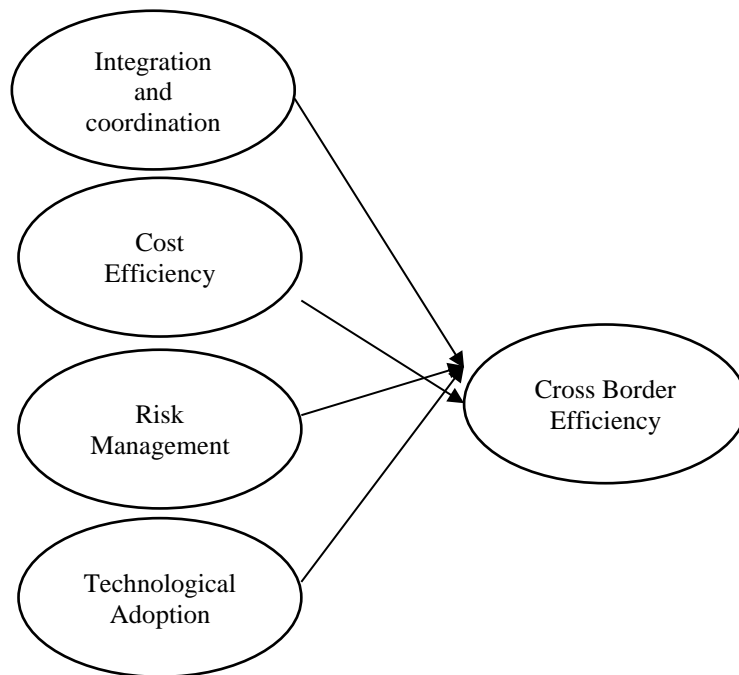 Integration
and
coordination
Cost
Efficiency
Risk
Management
Technological
Adoption
Cross Border
Efficiency